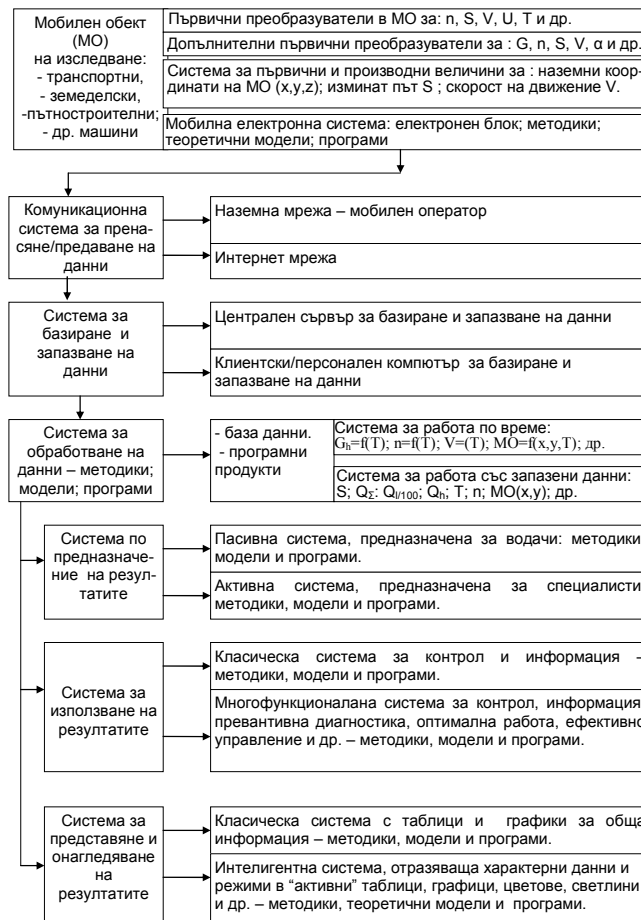 Мобилен обект
(МО)
на изследване:
- транспортни,
- земеделски,
-пътностроителни;
- др. машини
Първични преобразуватели в МО за: n, S, V, U, T и др.
Допълнителни първични преобразуватели за : G, n, S, V, α и др.
Система за първични и производни величини за : наземни коор-
динати на МО (x,y,z); изминат път S ; скорост на движение V.
Мобилна електронна система: електронен блок; методики;
теоретични модели; програми
Комуникационна
система за прена-
сяне/предаване на
данни
Наземна мрежа – мобилен оператор
Интернет мрежа
Система за
базиране и
запазване на
данни
Централен сървър за базиране и запазване на данни
Клиентски/персонален компютър за базиране и
запазване на данни
Система за
обработване на
данни – методики;
модели; програми
- база данни.
- програмни
продукти
Система за работа по време:
Gh=f(T); n=f(T); V=(T); MO=f(x,y,T); др.
Система за работа със запазени данни:
S; QΣ: Ql/100; Qh; T; n; MO(x,y); др.
Система по
предназначе-
ние на резул-
татите
Пасивна система, предназначена за водачи: методики
модели и програми.
Активна система, предназначена за специалисти
методики, модели и програми.
Система за
използване на
резултатите
Класическа система за контрол и информация –
методики, модели и програми.
Многофункционалана система за контрол, информация
превантивна диагностика, оптимална работа, ефективно
управление и др. – методики, модели и програми.
Система за
представяне и
онагледяване
на
резултатите
Класическа система с таблици и графики за обща
информация – методики, модели и програми.
Интелигентна система, отразяваща характерни данни и
режими в “активни” таблици, графици, цветове, светлини
и др. – методики, теоретични модели и програми.